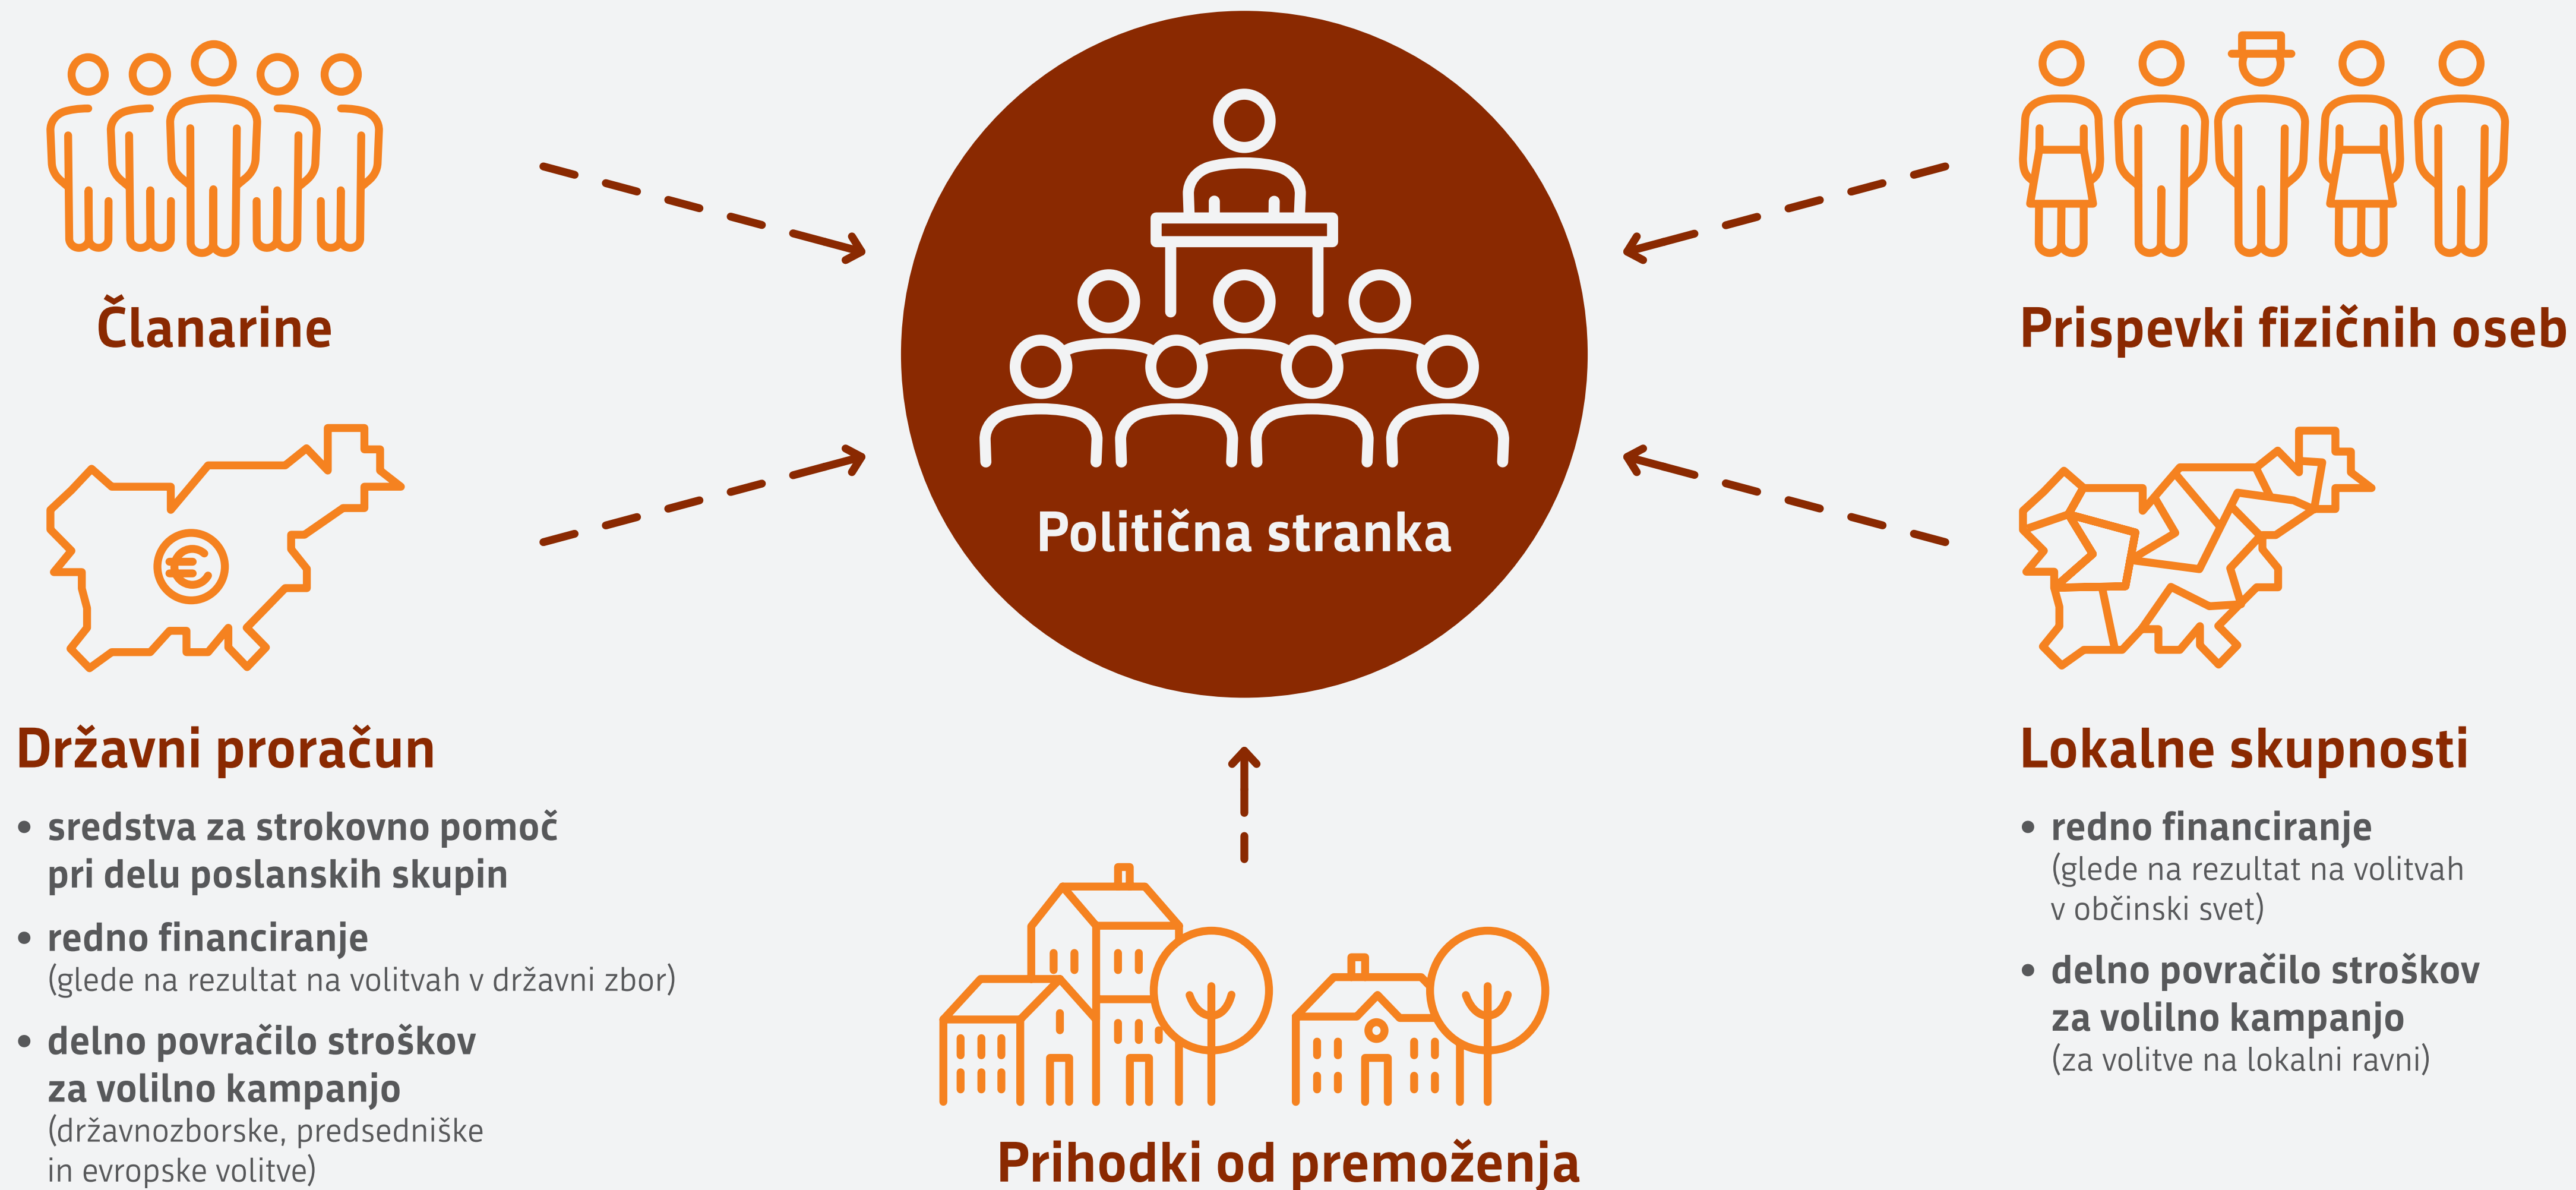 Članarine
Prispevki fizičnih oseb
Politična stranka
Državni proračun
• sredstva za strokovno pomoč
pri delu poslanskih skupin
• redno financiranje
(glede na rezultat na volitvah v državni zbor)
• delno povračilo stroškov
za volilno kampanjo
(državnozborske, predsedniške
in evropske volitve)
Lokalne skupnosti
• redno financiranje
(glede na rezultat na volitvah
v občinski svet)
• delno povračilo stroškov
za volilno kampanjo
(za volitve na lokalni ravni)
Prihodki od premoženja